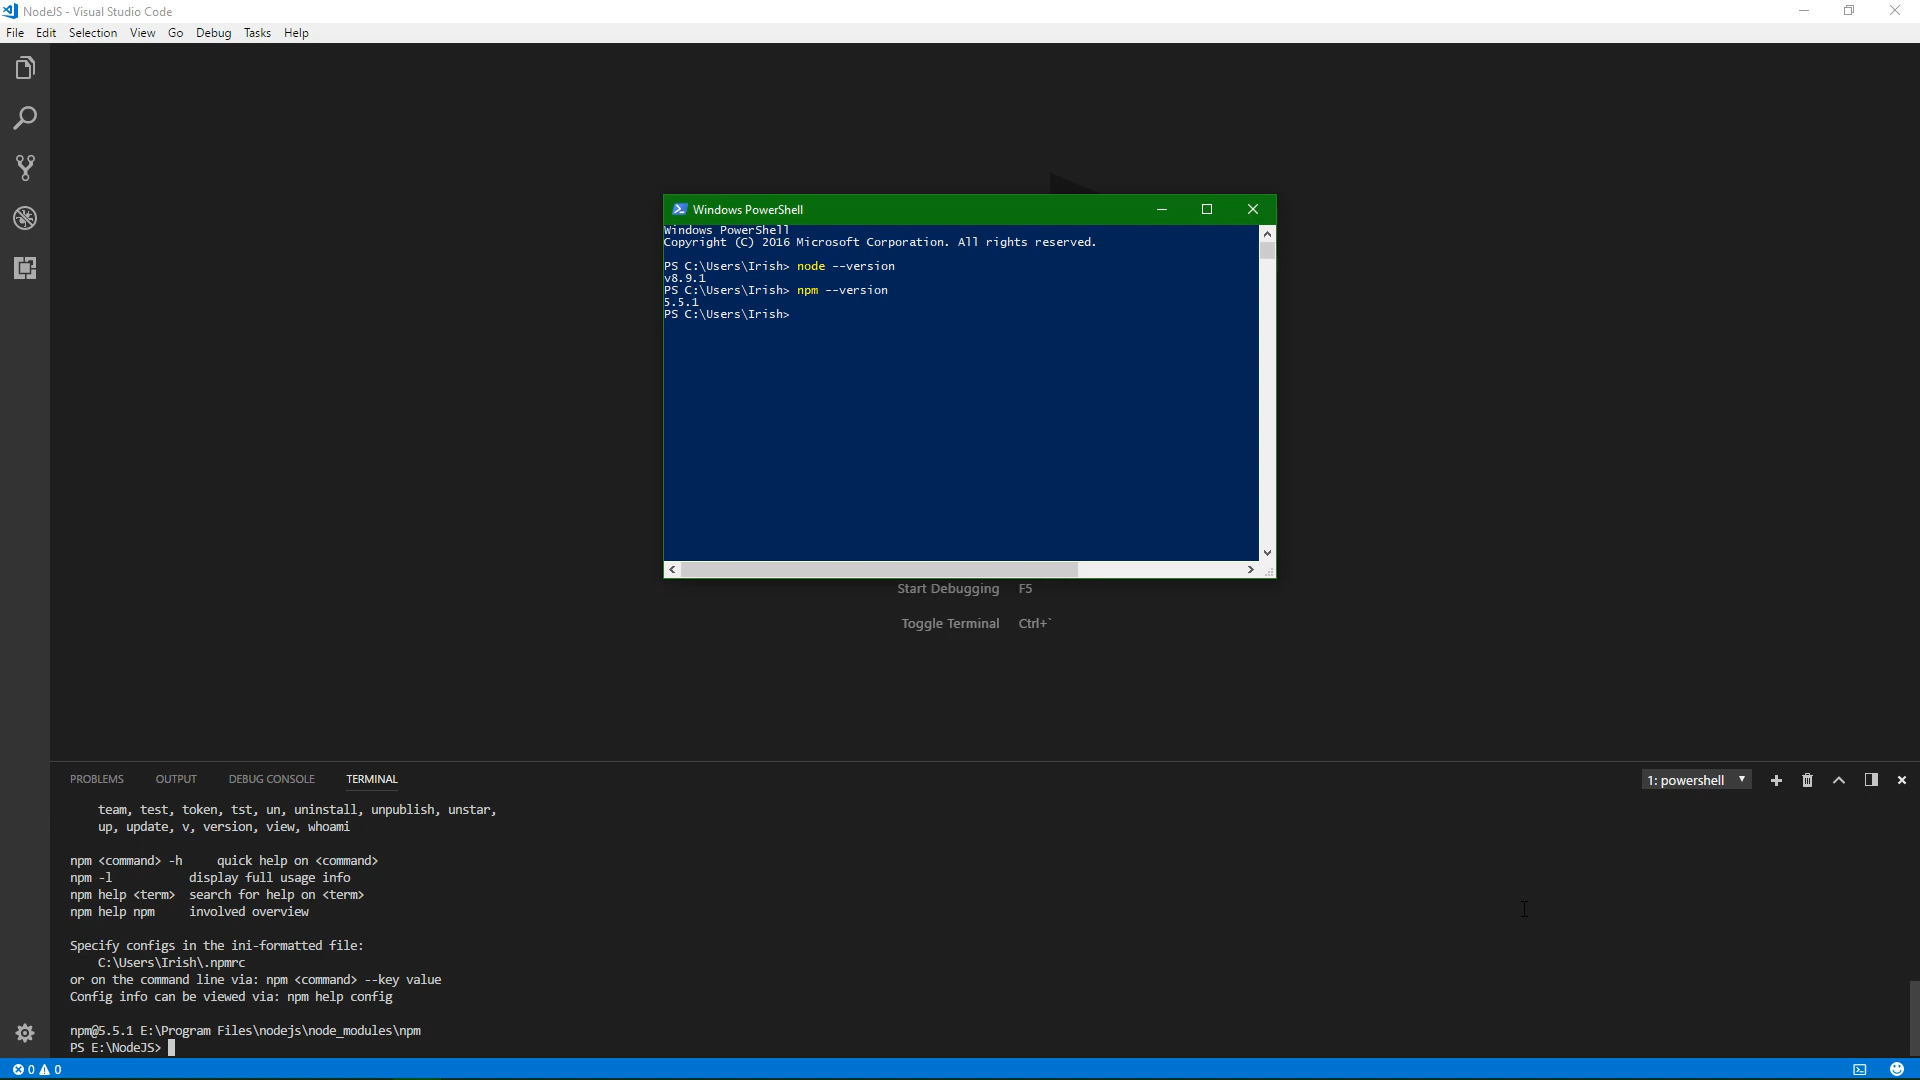 NodeJS - Visual Studio Code
File Edit Selection View Go Debug Tasks Help
Windows PowerShell
Windows PowerShell
Copyright (C) 2016 Microsoft Corporation. All rights reserved.
PS C:\Users\Irish> node --version
v8.9.1
PS C:\Users\Irish> npm --version
5.5.1
PS C:\Users\Irish>
Start Debugging F5
Toggle Terminal Ctrl+`
PROBLEMS OUTPUT DEBUG CONSOLE TERMINAL 1: powershell
team, test, token, tst, un, uninstall, unpublish, unstar,
up, update, v, version, view, whoami
npm <command> -h quick help on <command>
npm -l display full usage info
npm help <term> search for help on <term>
npm help npm involved overview
Specify configs in the ini-formatted file:
C:\Users\Irish\.npmrc
or on the command line via: npm <command> --key value
Config info can be viewed via: npm help config
npm@5.5.1 E:\Program Files\nodejs\node_modules\npm
PS E:\NodeJS>
0 0